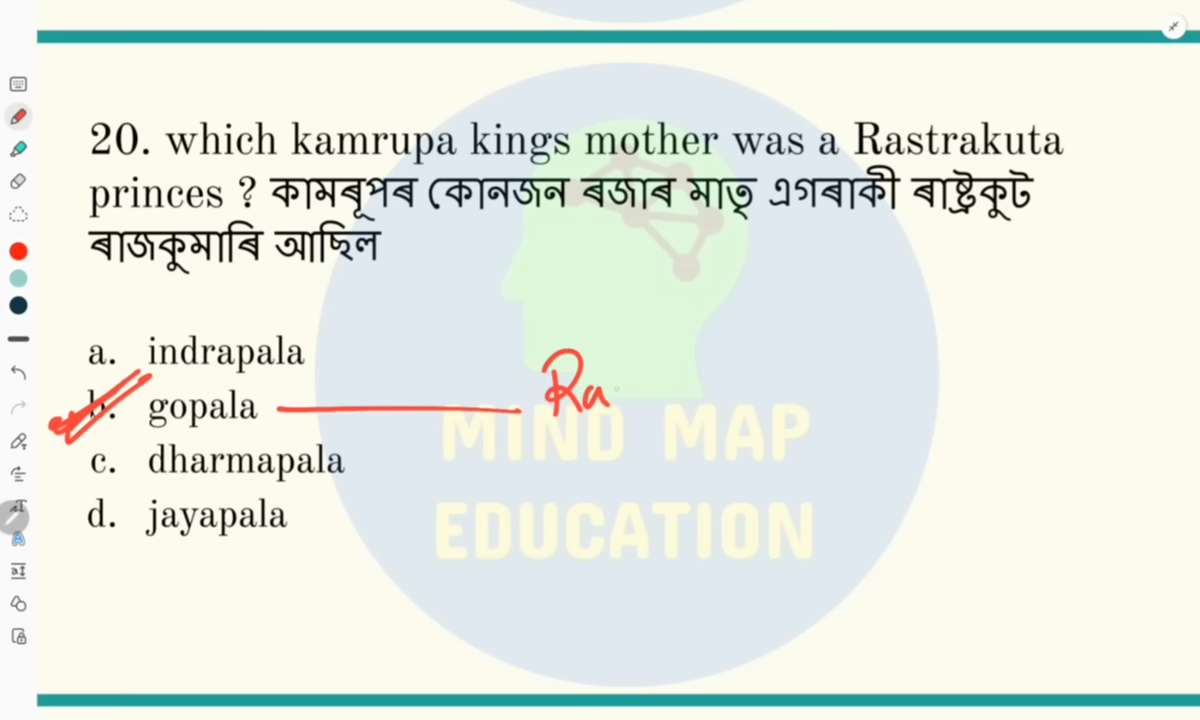 20. which kamrupa kings mother was a Rastrakuta
princes ? কামৰূপৰ কোনজন ৰজাৰ মাতৃ এগৰাকী ৰাষ্ট্ৰকুট
ৰাজকুমাৰি আছিল
a. indrapala
b. gopala Ra
c. dharmapala
d. jayapala
MIND MAP
EDUCATION